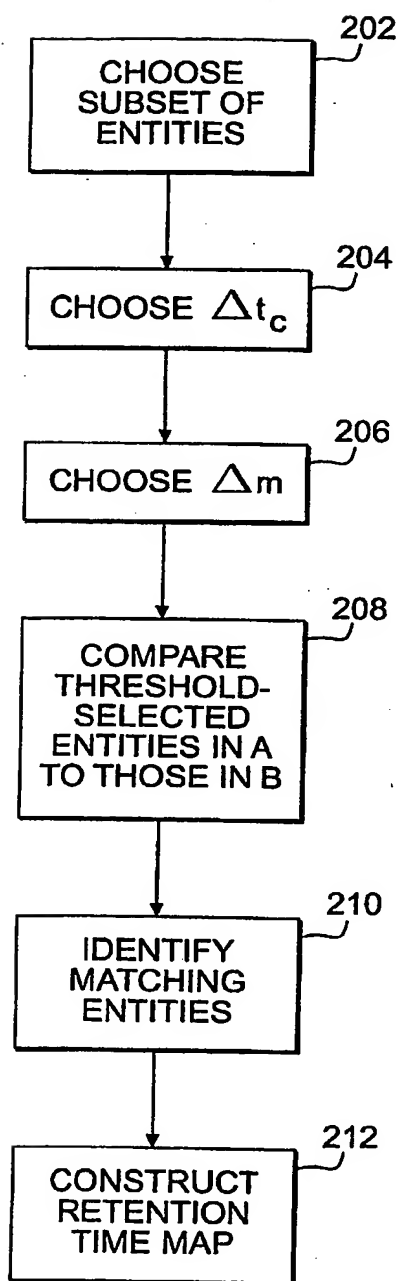 202
CHOOSE
SUBSET OF
ENTITIES
204
CHOOSE Δtc
206
CHOOSE Δm
208
COMPARE
THRESHOLD-
SELECTED
ENTITIES IN A
TO THOSE IN B
210
IDENTIFY
MATCHING
ENTITIES
212
CONSTRUCT
RETENTION
TIME MAP